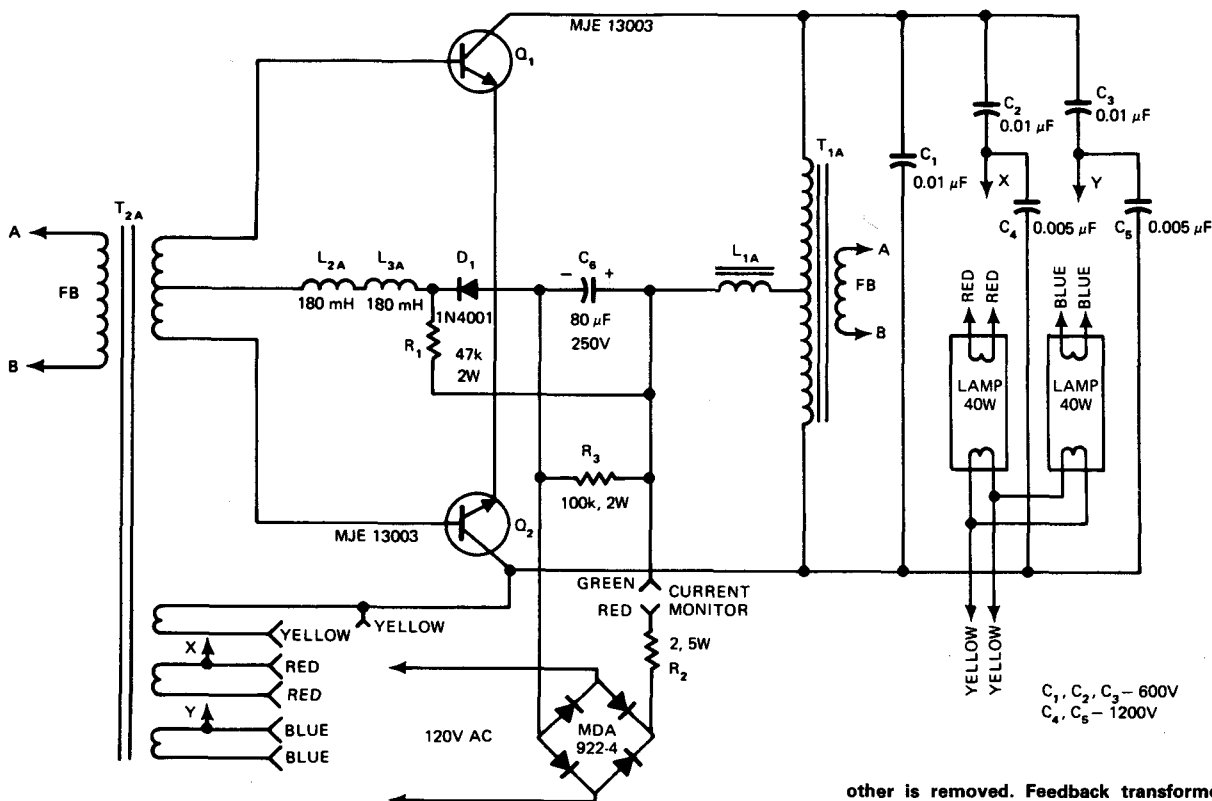 MJE 13003
Q1
C2
0.01 μF
C3
0.01 μF
T1A
C1
0.01 μF
X
Y
C4
0.005 μF
C5
0.005 μF
T2A
A
FB
B
L2A
180 mH
L3A
180 mH
D1
1N4001
C6
− +
80 μF
250V
L1A
A
FB
B
R1
47k
2W
RED
RED
BLUE
BLUE
LAMP
40W
LAMP
40W
R3
100k, 2W
MJE 13003
Q2
GREEN
RED
CURRENT
MONITOR
2, 5W
R2
YELLOW
YELLOW
X
RED
RED
Y
BLUE
BLUE
120V AC
MDA
922-4
YELLOW
YELLOW
C1, C2, C3 – 600V
C4, C5 – 1200V
other is removed. Feedback transforme